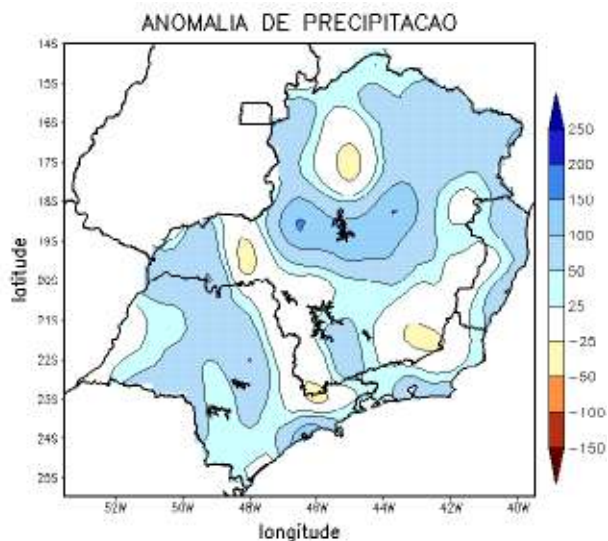 ANOMALIA DE PRECIPITACAO
14S
15S
16S
17S
18S
19S
20S
21S
22S
23S
24S
25S
latitude
52W 50W 48W 46W 44W 42W 40W
longitude
250
200
150
100
50
25
-25
-50
-100
-150